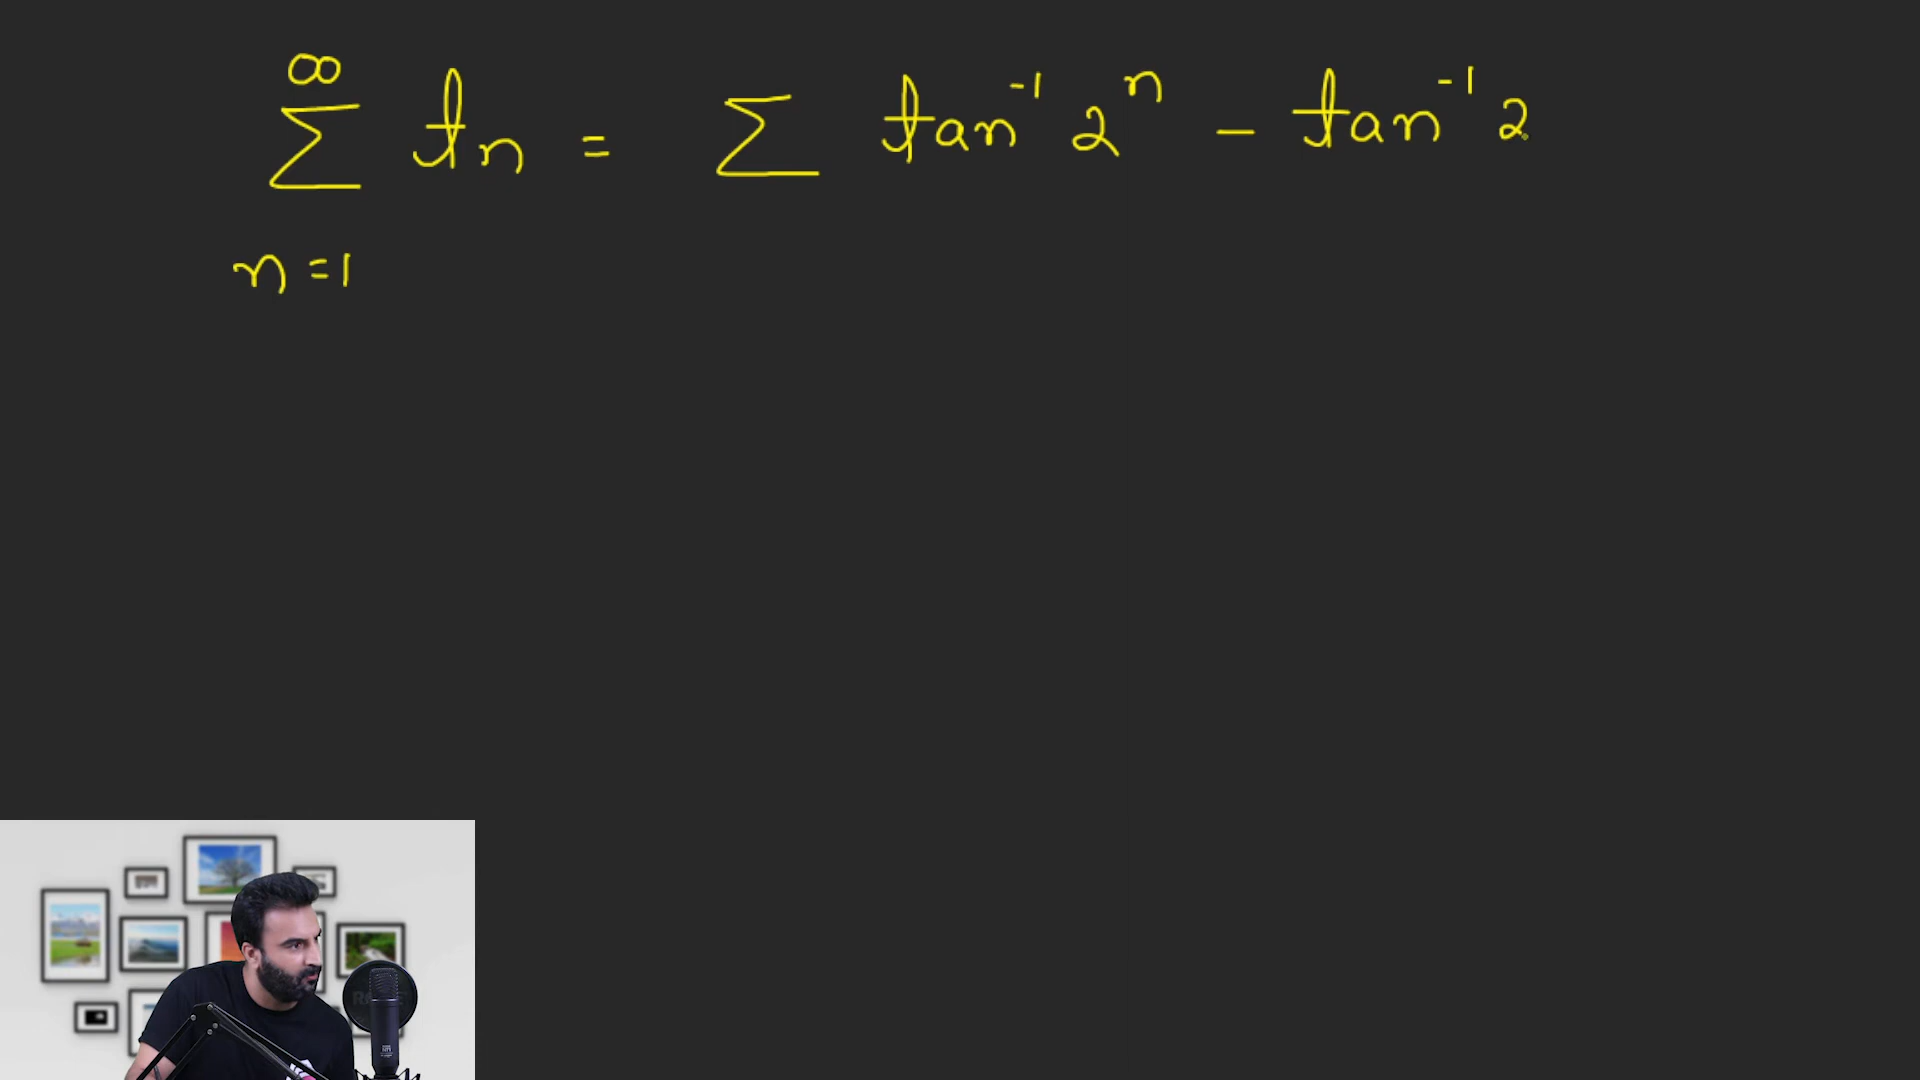 ∞
∑ tn = ∑ tan⁻¹ 2ⁿ − tan⁻¹ 2
n=1